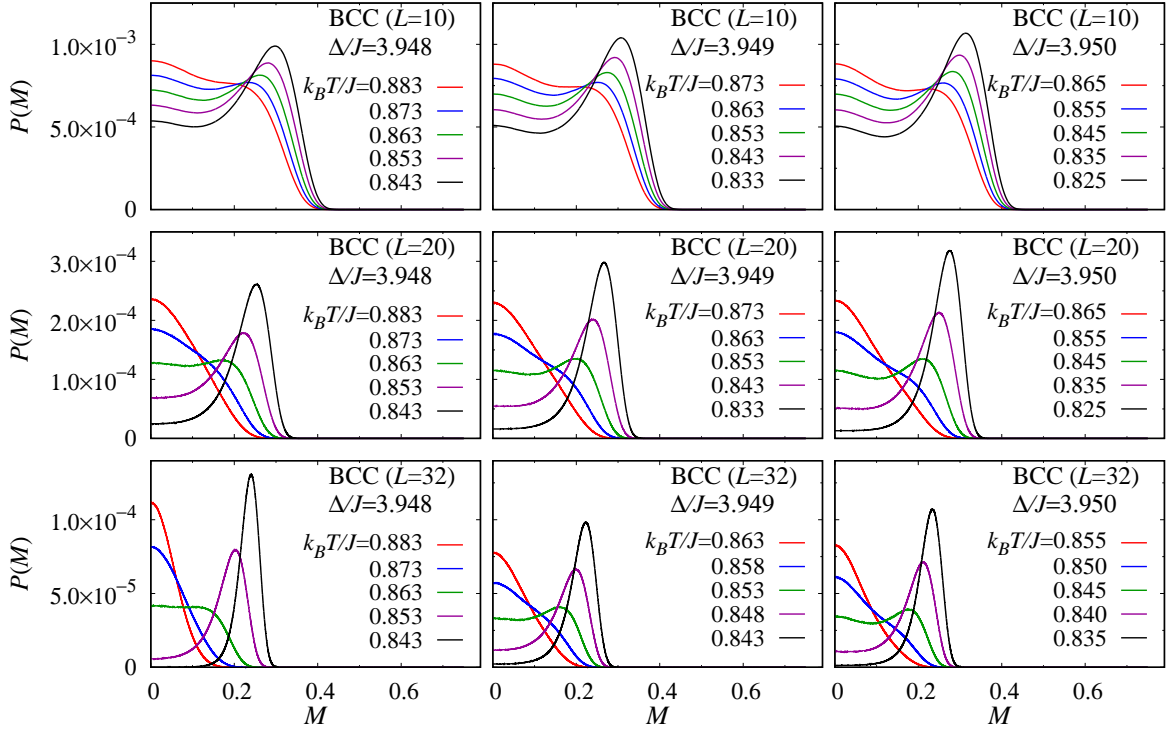 BCC (L=10)
Δ/J=3.948
k_BT/J=0.883
0.873
0.863
0.853
0.843
BCC (L=10)
Δ/J=3.949
k_BT/J=0.873
0.863
0.853
0.843
0.833
BCC (L=10)
Δ/J=3.950
k_BT/J=0.865
0.855
0.845
0.835
0.825
P(M)
1.0×10⁻³
5.0×10⁻⁴
0
BCC (L=20)
Δ/J=3.948
k_BT/J=0.883
0.873
0.863
0.853
0.843
BCC (L=20)
Δ/J=3.949
k_BT/J=0.873
0.863
0.853
0.843
0.833
BCC (L=20)
Δ/J=3.950
k_BT/J=0.865
0.855
0.845
0.835
0.825
P(M)
3.0×10⁻⁴
2.0×10⁻⁴
1.0×10⁻⁴
0
BCC (L=32)
Δ/J=3.948
k_BT/J=0.883
0.873
0.863
0.853
0.843
BCC (L=32)
Δ/J=3.949
k_BT/J=0.863
0.858
0.853
0.848
0.843
BCC (L=32)
Δ/J=3.950
k_BT/J=0.855
0.850
0.845
0.840
0.835
P(M)
1.0×10⁻⁴
5.0×10⁻⁵
0
0 0.2 0.4 0.6
0 0.2 0.4 0.6
0 0.2 0.4 0.6
M
M
M